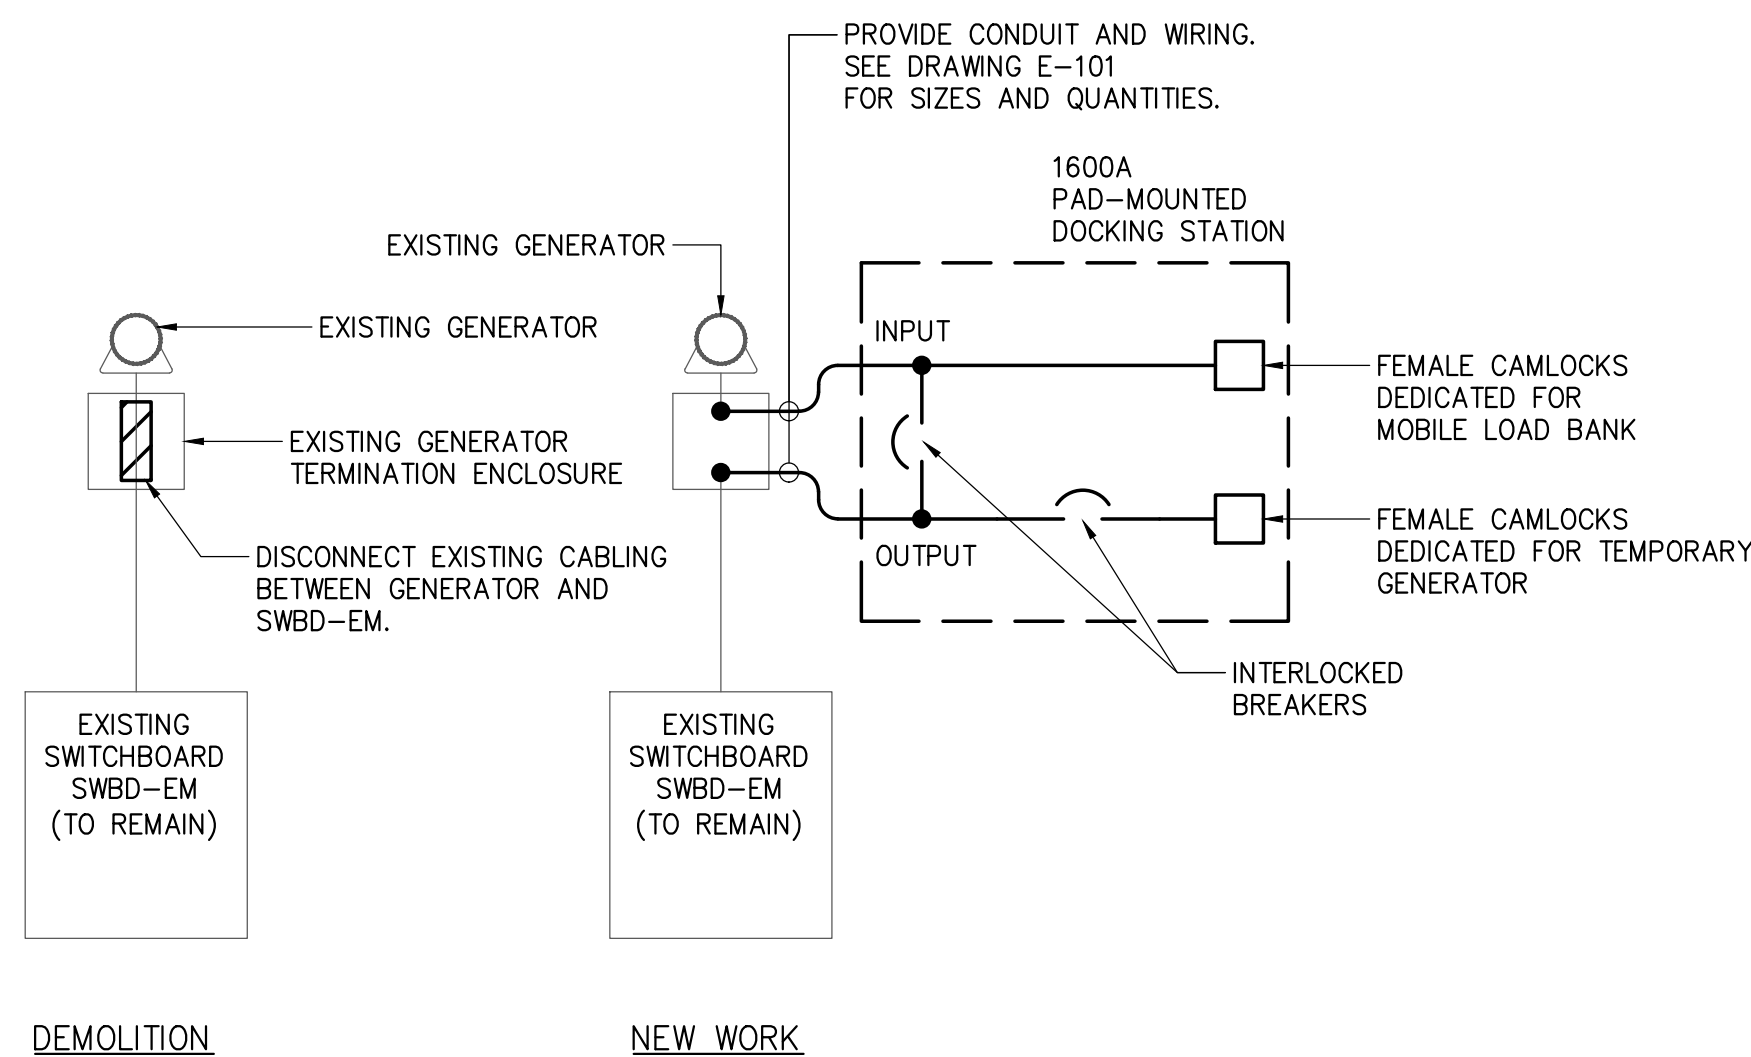 PROVIDE CONDUIT AND WIRING.
SEE DRAWING E-101
FOR SIZES AND QUANTITIES.
1600A
PAD-MOUNTED
DOCKING STATION
EXISTING GENERATOR
EXISTING GENERATOR
INPUT
FEMALE CAMLOCKS
DEDICATED FOR
MOBILE LOAD BANK
EXISTING GENERATOR
TERMINATION ENCLOSURE
OUTPUT
FEMALE CAMLOCKS
DEDICATED FOR TEMPORARY
GENERATOR
DISCONNECT EXISTING CABLING
BETWEEN GENERATOR AND
SWBD-EM.
INTERLOCKED
BREAKERS
EXISTING
SWITCHBOARD
SWBD-EM
(TO REMAIN)
EXISTING
SWITCHBOARD
SWBD-EM
(TO REMAIN)
DEMOLITION
NEW WORK